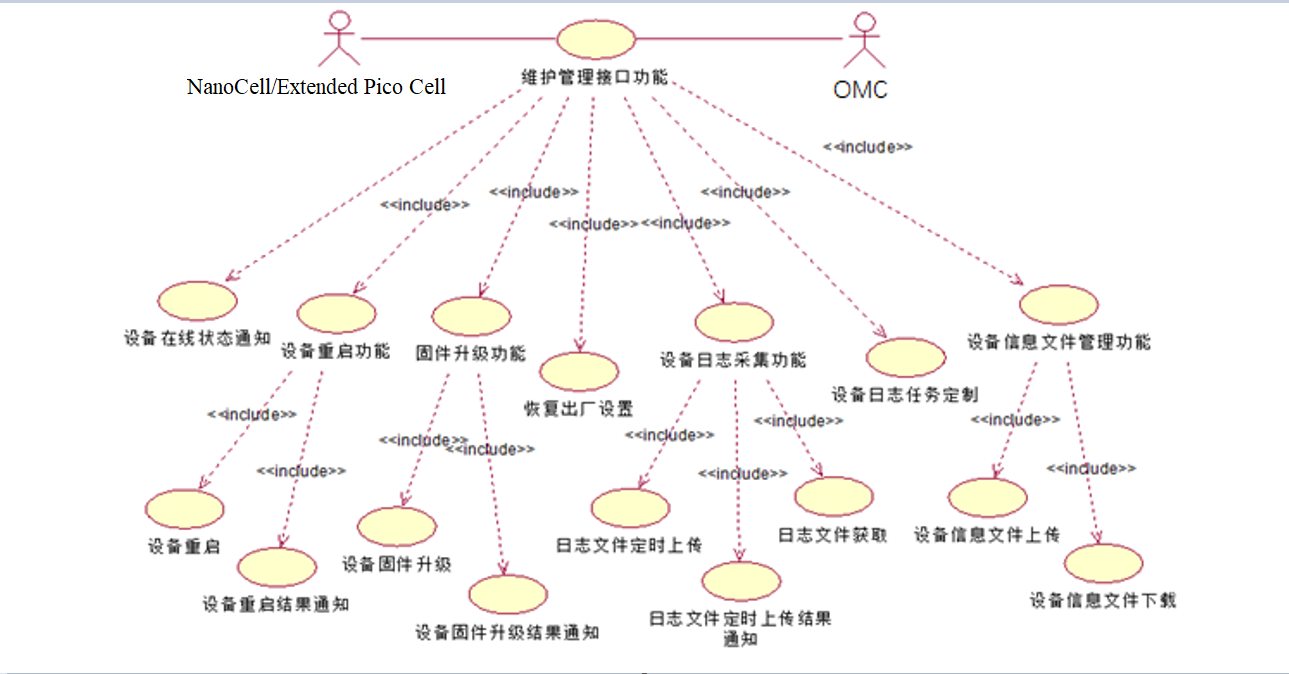 NanoCell/Extended Pico Cell
维护管理接口功能
OMC
<<include>>
<<include>>
<<include>>
<<include>>
<<include>>
<<include>>
设备在线状态通知
设备重启功能
固件升级功能
恢复出厂设置
设备日志采集功能
设备日志任务定制
设备信息文件管理功能
<<include>>
<<include>>
<<include>>
<<include>>
<<include>>
<<include>>
<<include>>
<<include>>
<<include>>
设备重启
设备重启结果通知
设备固件升级
设备固件升级结果通知
日志文件定时上传
日志文件定时上传结果
通知
日志文件获取
设备信息文件上传
设备信息文件下载